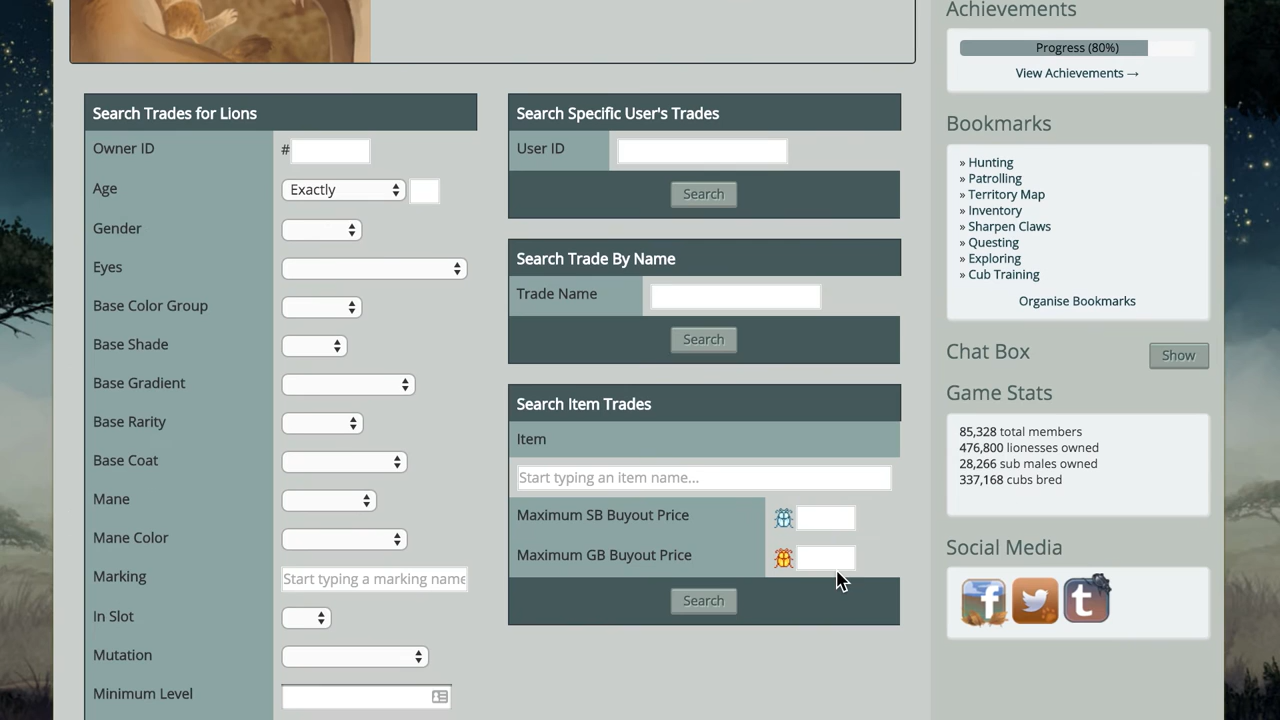 Search Trades for Lions
Owner ID
#
Age
Exactly
Gender
Eyes
Base Color Group
Base Shade
Base Gradient
Base Rarity
Base Coat
Mane
Mane Color
Marking
Start typing a marking name
In Slot
Mutation
Minimum Level
Search Specific User's Trades
User ID
Search
Search Trade By Name
Trade Name
Search
Search Item Trades
Item
Start typing an item name...
Maximum SB Buyout Price
Maximum GB Buyout Price
Search
Achievements
Progress (80%)
View Achievements →
Bookmarks
» Hunting
» Patrolling
» Territory Map
» Inventory
» Sharpen Claws
» Questing
» Exploring
» Cub Training
Organise Bookmarks
Chat Box
Show
Game Stats
85,328 total members
476,800 lionesses owned
28,266 sub males owned
337,168 cubs bred
Social Media
f
t